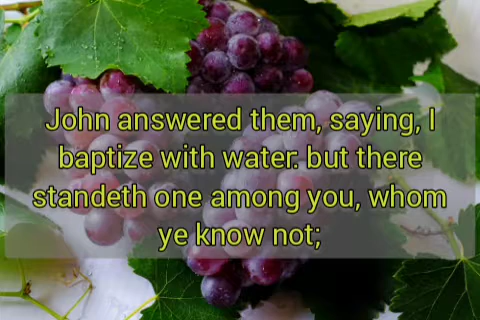 John answered them, saying, I
baptize with water: but there
standeth one among you, whom
ye know not;